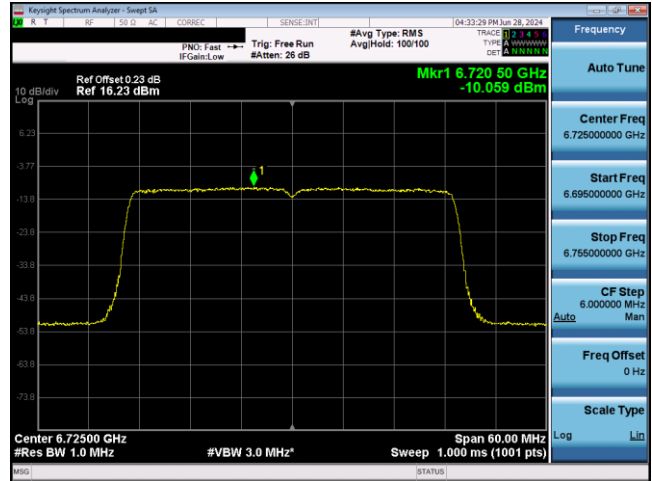 Keysight Spectrum Analyzer - Swept SA
LXI R T RF 50 Ω AC CORREC SENSE:INT 04:33:29 PM Jun 28, 2024
PNO: Fast Trig: Free Run #Avg Type: RMS TRACE 1 2 3 4 5 6
IFGain:Low #Atten: 26 dB Avg|Hold: 100/100 TYPE A WWWWW
DET A N N N N N
Mkr1 6.720 50 GHz
-10.059 dBm
Ref Offset 0.23 dB
10 dB/div Ref 16.23 dBm
Log
6.23
-3.77
1
-13.8
-23.8
-33.8
-43.8
-53.8
-63.8
-73.8
Center 6.72500 GHz Span 60.00 MHz
#Res BW 1.0 MHz #VBW 3.0 MHz* Sweep 1.000 ms (1001 pts)
MSG STATUS
Frequency
Auto Tune
Center Freq
6.725000000 GHz
Start Freq
6.695000000 GHz
Stop Freq
6.755000000 GHz
CF Step
6.000000 MHz
Auto Man
Freq Offset
0 Hz
Scale Type
Log Lin